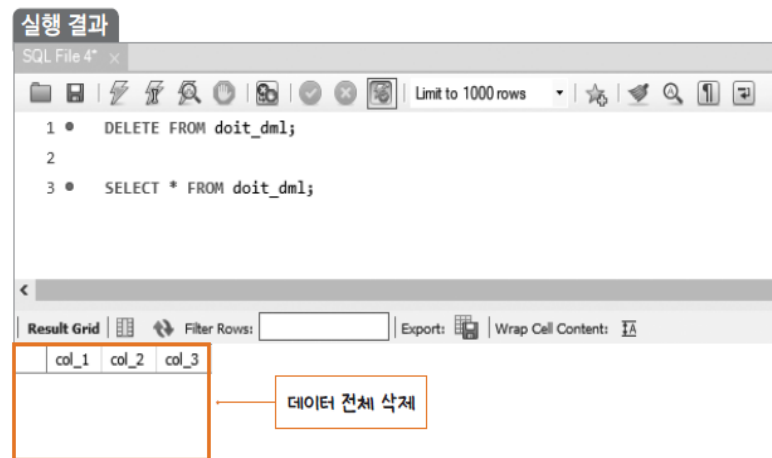 실행 결과
SQL File 4* ×
Limit to 1000 rows
1 DELETE FROM doit_dml;
2
3 SELECT * FROM doit_dml;
Result Grid Filter Rows: Export: Wrap Cell Content: IA
col_1 col_2 col_3
데이터 전체 삭제